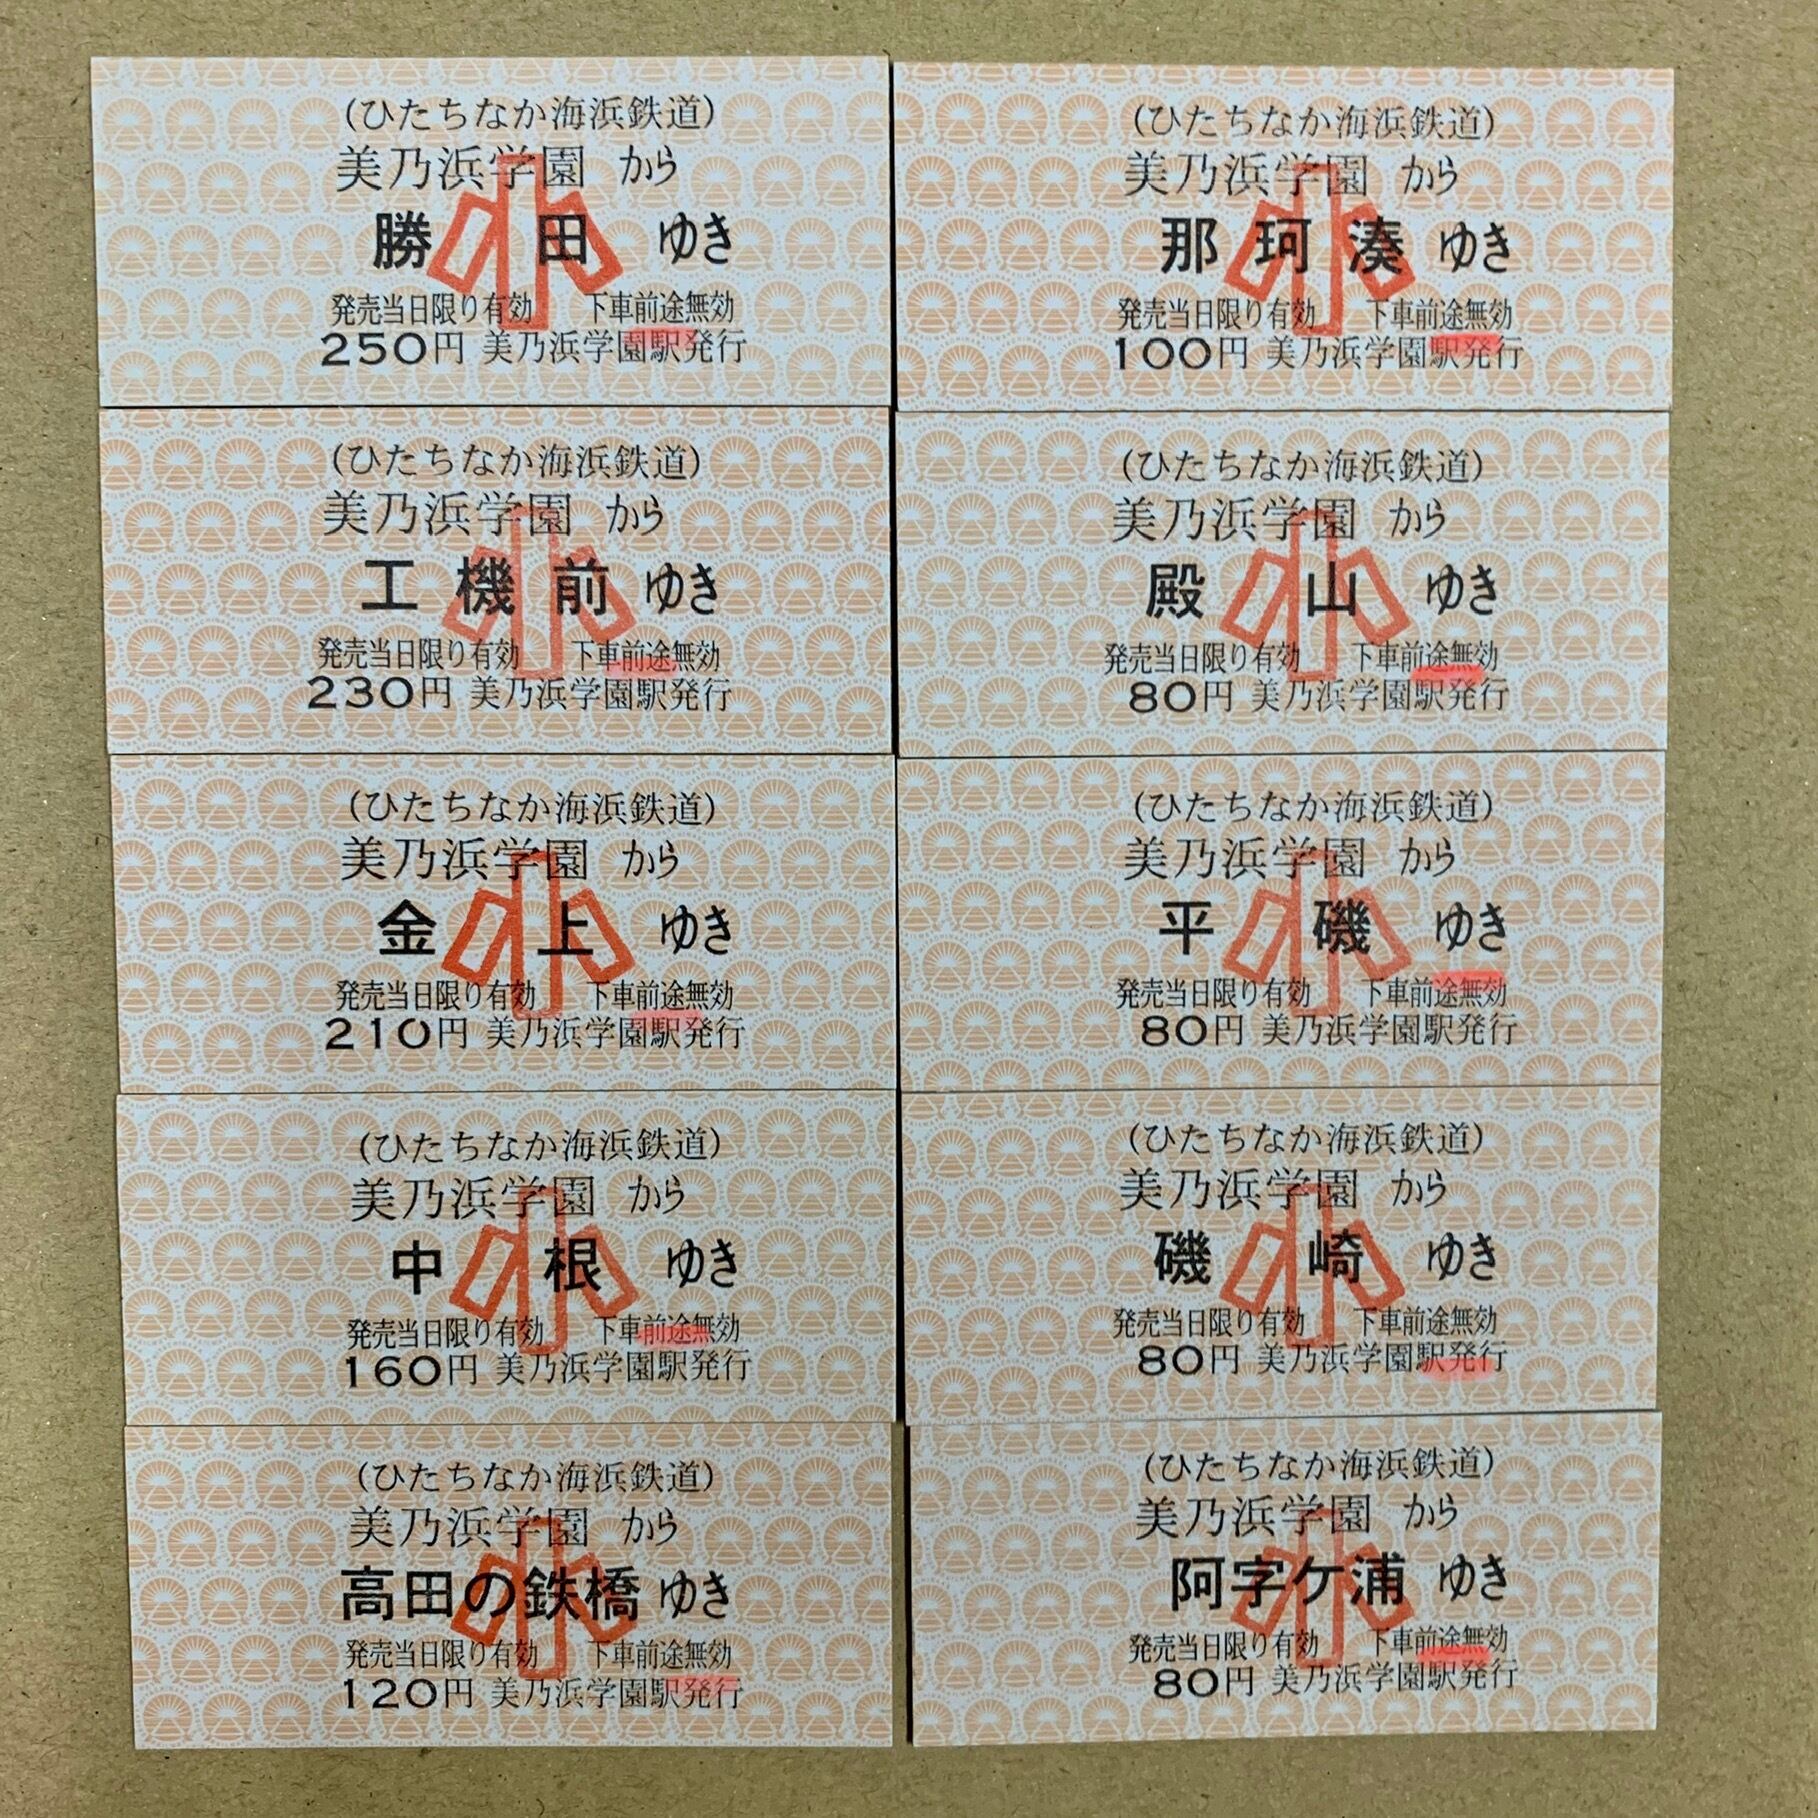 (ひたちなか海浜鉄道)
美乃浜学園 から
勝田 ゆき
発売当日限り有効 下車前途無効
250円 美乃浜学園駅発行
小
(ひたちなか海浜鉄道)
美乃浜学園 から
那珂湊 ゆき
発売当日限り有効 下車前途無効
100円 美乃浜学園駅発行
小
(ひたちなか海浜鉄道)
美乃浜学園 から
工機前 ゆき
発売当日限り有効 下車前途無効
230円 美乃浜学園駅発行
小
(ひたちなか海浜鉄道)
美乃浜学園 から
殿山 ゆき
発売当日限り有効 下車前途無効
80円 美乃浜学園駅発行
小
(ひたちなか海浜鉄道)
美乃浜学園 から
金上 ゆき
発売当日限り有効 下車前途無効
210円 美乃浜学園駅発行
小
(ひたちなか海浜鉄道)
美乃浜学園 から
平磯 ゆき
発売当日限り有効 下車前途無効
80円 美乃浜学園駅発行
小
(ひたちなか海浜鉄道)
美乃浜学園 から
中根 ゆき
発売当日限り有効 下車前途無効
160円 美乃浜学園駅発行
小
(ひたちなか海浜鉄道)
美乃浜学園 から
磯崎 ゆき
発売当日限り有効 下車前途無効
80円 美乃浜学園駅発行
小
(ひたちなか海浜鉄道)
美乃浜学園 から
高田の鉄橋 ゆき
発売当日限り有効 下車前途無効
120円 美乃浜学園駅発行
小
(ひたちなか海浜鉄道)
美乃浜学園 から
阿字ケ浦 ゆき
発売当日限り有効 下車前途無効
80円 美乃浜学園駅発行
小